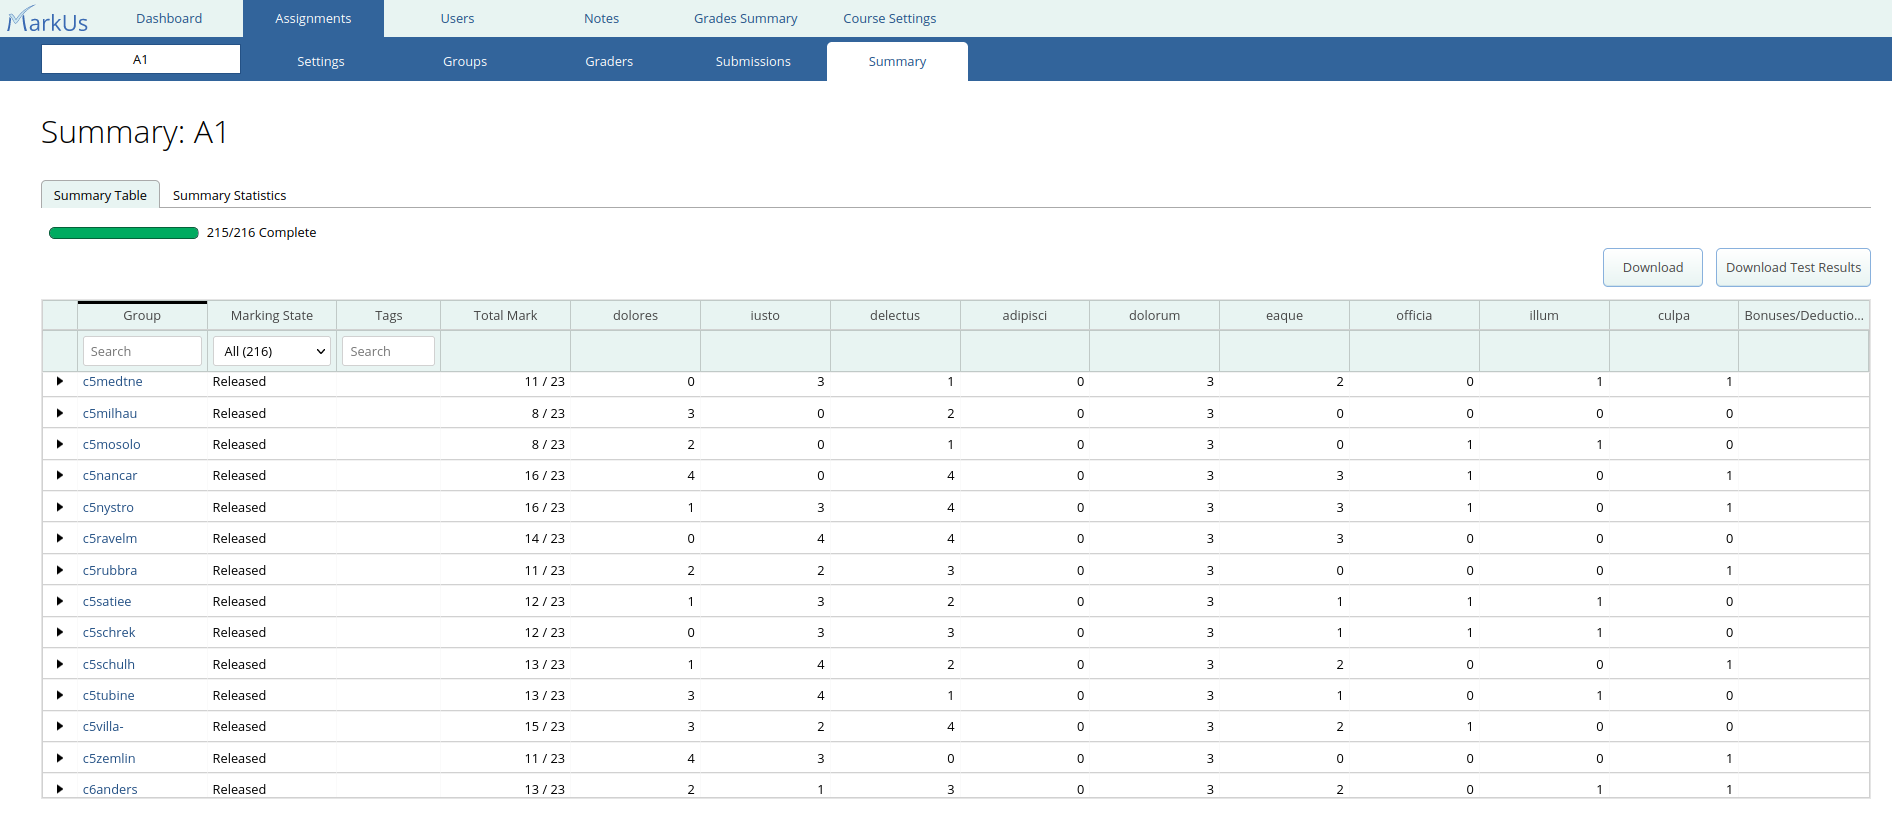 MarkUs Dashboard Assignments Users Notes Grades Summary Course Settings
A1 Settings Groups Graders Submissions Summary
Summary: A1
Summary Table Summary Statistics
215/216 Complete
Download Download Test Results
Group Marking State Tags Total Mark dolores iusto delectus adipisci dolorum eaque officia illum culpa Bonuses/Deductio...
Search All (216) Search
c5medtne Released 11 / 23 0 3 1 0 3 2 0 1 1
c5milhau Released 8 / 23 3 0 2 0 3 0 0 0 0
c5mosolo Released 8 / 23 2 0 1 0 3 0 1 1 0
c5nancar Released 16 / 23 4 0 4 0 3 3 1 0 1
c5nystro Released 16 / 23 1 3 4 0 3 3 1 0 1
c5ravelm Released 14 / 23 0 4 4 0 3 3 0 0 0
c5rubbra Released 11 / 23 2 2 3 0 3 0 0 0 1
c5satiee Released 12 / 23 1 3 2 0 3 1 1 1 0
c5schrek Released 12 / 23 0 3 3 0 3 1 1 1 0
c5schulh Released 13 / 23 1 4 2 0 3 2 0 0 1
c5tubine Released 13 / 23 3 4 1 0 3 1 0 1 0
c5villa- Released 15 / 23 3 2 4 0 3 2 1 0 0
c5zemlin Released 11 / 23 4 3 0 0 3 0 0 0 1
c6anders Released 13 / 23 2 1 3 0 3 2 0 1 1